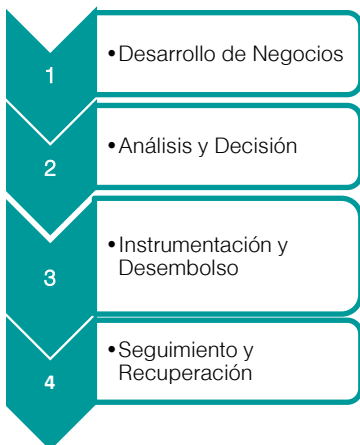 1
•Desarrollo de Negocios
2
•Análisis y Decisión
3
•Instrumentación y
Desembolso
4
•Seguimiento y
Recuperación